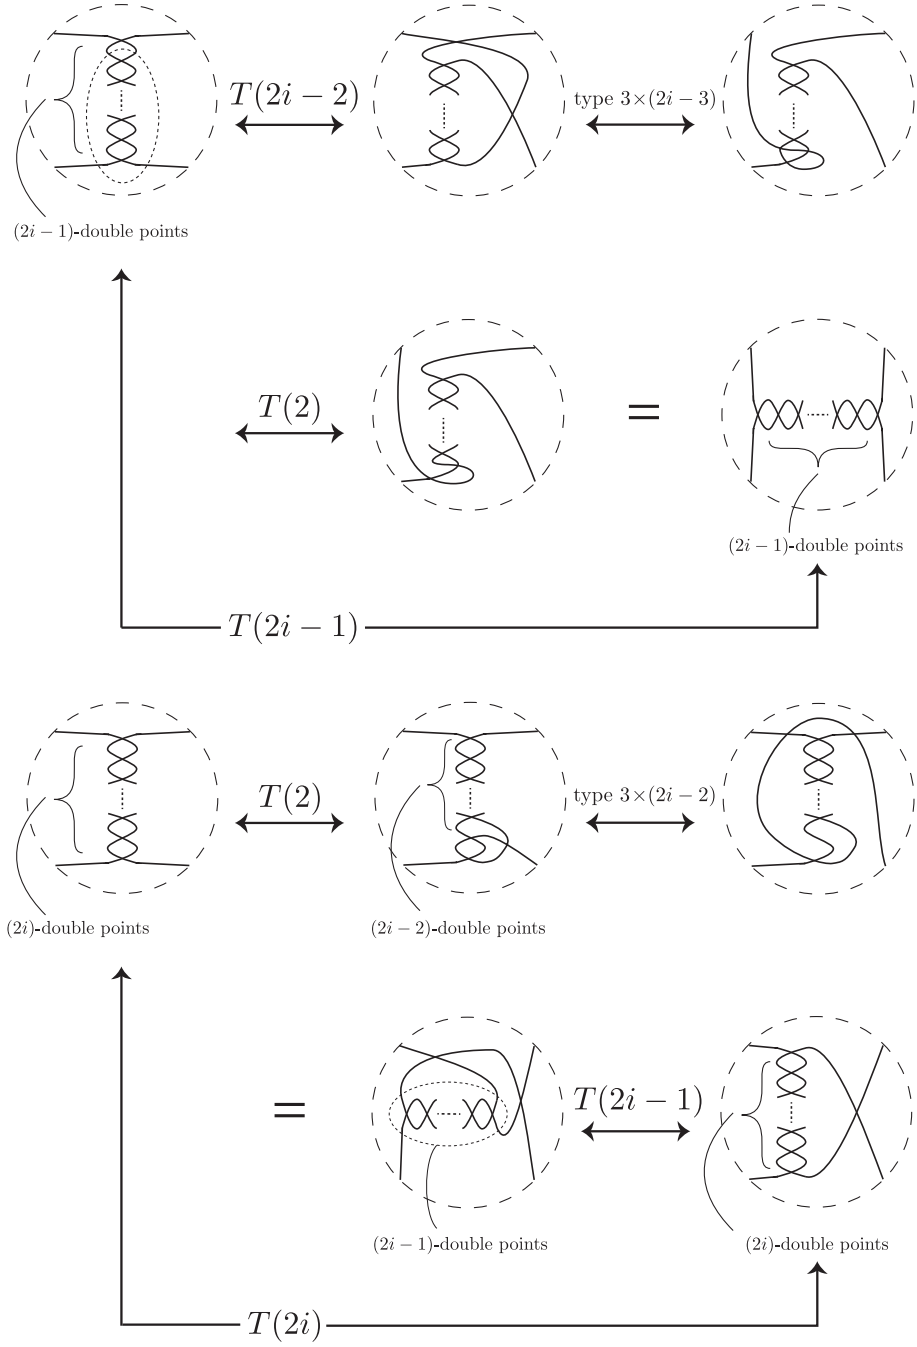 T(2i − 2)
type 3×(2i − 3)
(2i − 1)-double points
T(2)
=
(2i − 1)-double points
T(2i − 1)
T(2)
type 3×(2i − 2)
(2i)-double points
(2i − 2)-double points
=
T(2i − 1)
(2i − 1)-double points
(2i)-double points
T(2i)